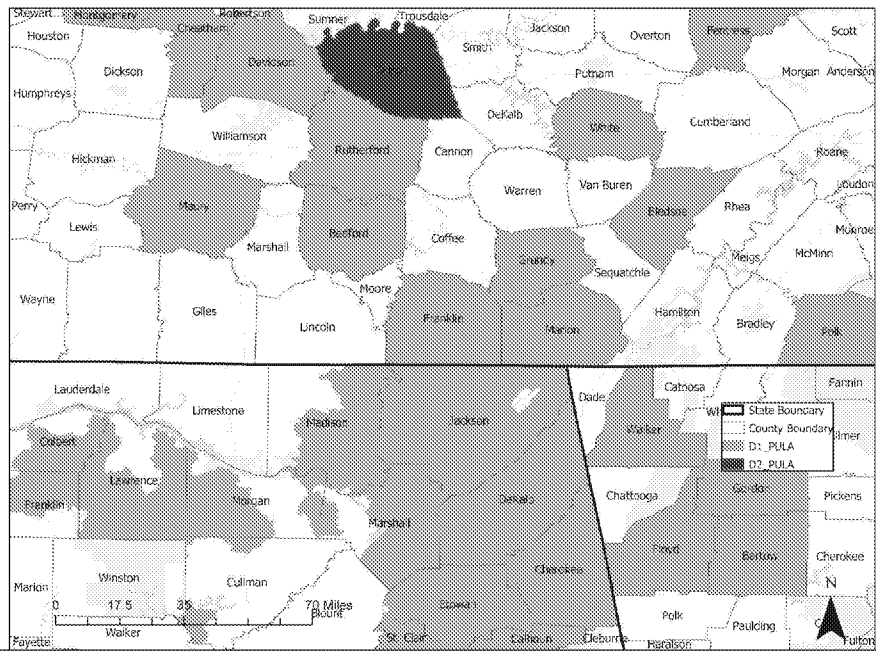 Stewart Montgomery Robertson Sumner Trousdale Jackson Overton Fentress Scott
Houston Cheatham Davidson Smith Putnam Morgan Anderson
Dickson
Humphreys DeKalb White Cumberland
Williamson Rutherford Cannon Roane
Hickman Warren Van Buren Loudon
Perry Lewis Maury Bedford Coffee Bledsoe Rhea Monroe
Marshall Grundy Sequatchie Meigs McMinn
Moore
Wayne Giles Lincoln Franklin Marion Hamilton Bradley Polk
Lauderdale Limestone Madison Jackson Dade Walker Catoosa Fannin
Colbert
Lawrence
Franklin Morgan Marshall DeKalb Chattooga Gordon Pickens
State Boundary
County Boundary
D1_PULA
D2_PULA
Marion Winston Cullman Cherokee Floyd Bartow Cherokee
Etowah
0 17.5 35 70 Miles
N
Blount
Fayette Walker St. Clair Calhoun Cleburne Polk Haralson Paulding Fulton